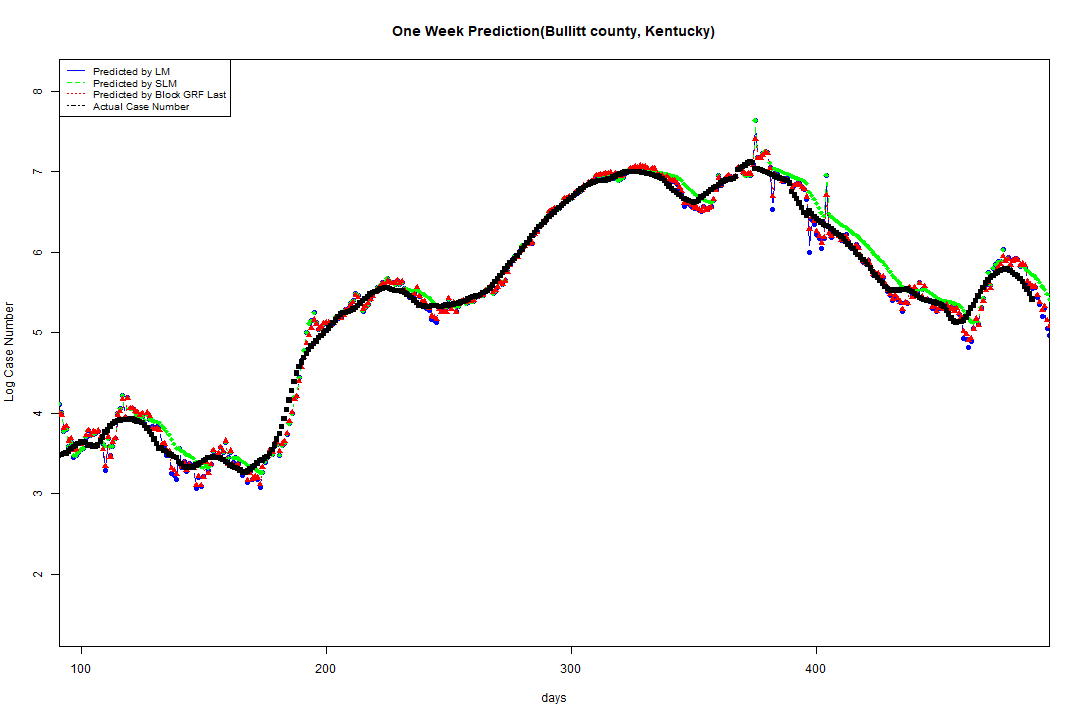 One Week Prediction(Bullitt county, Kentucky)
Predicted by LM
Predicted by SLM
Predicted by Block GRF Last
Actual Case Number
8
7
6
5
4
3
2
Log Case Number
100 200 300 400
days